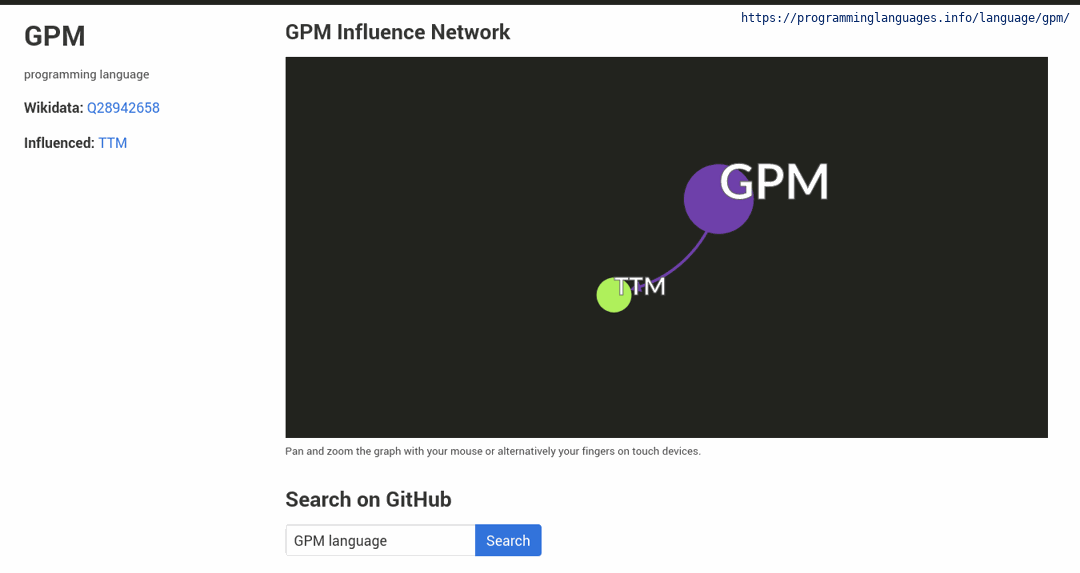 https://programminglanguages.info/language/gpm/
GPM
programming language
Wikidata: Q28942658
Influenced: TTM
GPM Influence Network
GPM
TTM
Pan and zoom the graph with your mouse or alternatively your fingers on touch devices.
Search on GitHub
GPM language
Search